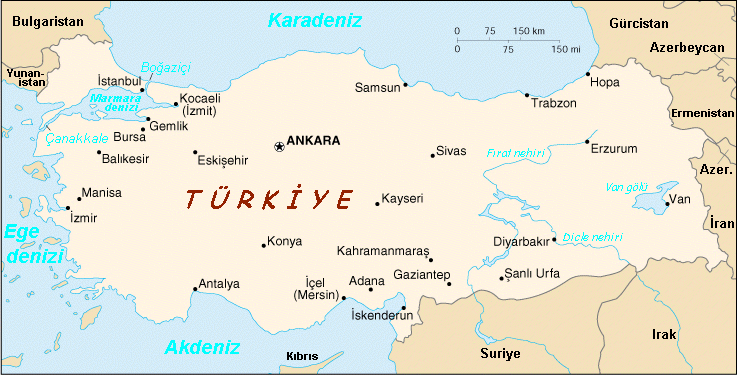 Karadeniz
Bulgaristan
Gürcistan
0 75 150 km
0 75 150 mi
Azerbeycan
Boğaziçi
Yunan-
istan
İstanbul
Hopa
Samsun
Marmara
denizi
Kocaeli
(İzmit)
Trabzon
Ermenistan
Gemlik
Çanakkale
Bursa
ANKARA
Erzurum
Balıkesir
Eskişehir
Sivas
Fırat nehiri
Azer.
Manisa
TÜRKİYE
Kayseri
Van gölü
Van
İzmir
İran
Ege
denizi
Konya
Diyarbakır
Dicle nehiri
Kahramanmaraş
Gaziantep
Şanlı Urfa
Antalya
İçel
(Mersin)
Adana
İskenderun
Irak
Akdeniz
Kıbrıs
Suriye